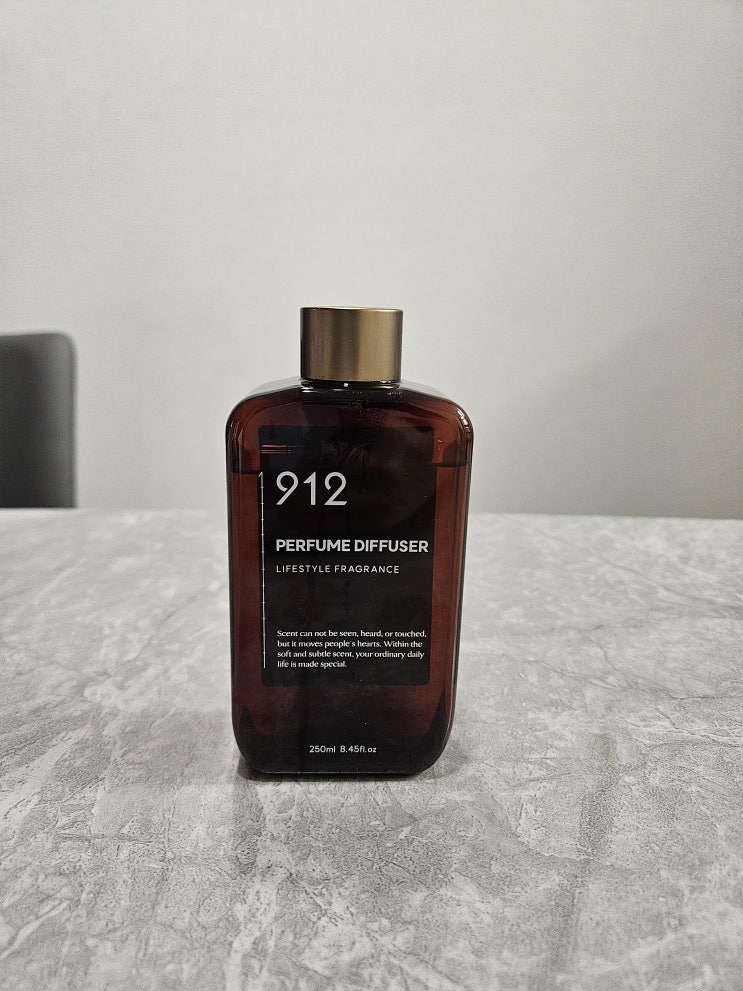 912
PERFUME DIFFUSER
LIFESTYLE FRAGRANCE
Scent can not be seen, heard, or touched,
but it moves people's hearts. Within the
soft and subtle scent, your ordinary daily
life is made special.
250ml 8.45fl.oz